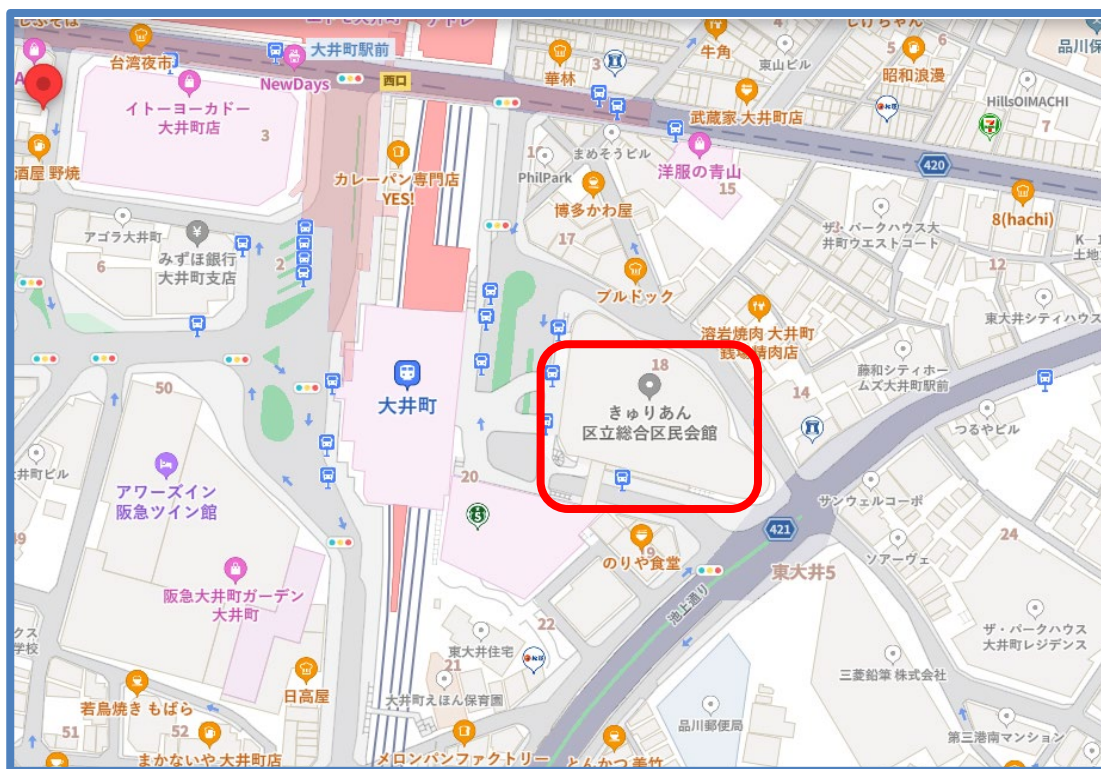 台湾夜市
大井町駅前
NewDays
西口
華林
3
牛角
東山ビル
5
6
昭和浪漫
イトーヨーカドー
大井町店
3
武蔵家 大井町店
HillsOIMACHI
7
酒屋 野焼
カレーパン専門店
YES!
まめそうビル
16
PhilPark
洋服の青山
15
420
博多かわ屋
8(hachi)
アゴラ大井町
みずほ銀行
大井町支店
6
2
17
ザ・パークハウス大
井町ウエストコート
12
ブルドック
東大井シティハウス
溶岩焼肉 大井町
銭場精肉店
50
大井町
18
きゅりあん
区立総合区民会館
14
藤和シティホー
ムズ大井町駅前
つるやビル
アワーズイン
阪急ツイン館
20
サンウェルコーポ
49
421
24
のりや食堂
19
ソアーヴェ
東大井5
阪急大井町ガーデン
大井町
池上通り
22
東大井住宅
21
ザ・パークハウス
大井町レジデンス
日高屋
大井町えほん保育園
三菱鉛筆 株式会社
若鳥焼き もばら
51
52
品川郵便局
第三港南マンション
まかないや 大井町店
メロンパンファクトリー
とんかつ 美竹